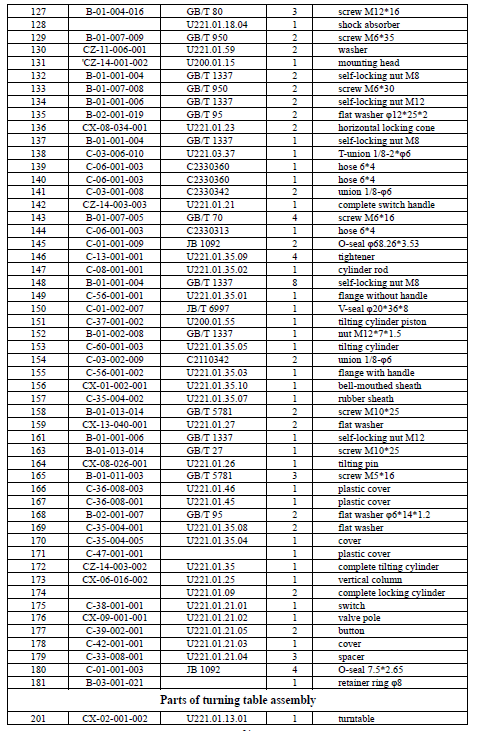 127 B-01-004-016 GB/T 80 3 screw M12*16
128 U221.01.18.04 1 shock absorber
129 B-01-007-009 GB/T 950 2 screw M6*35
130 CZ-11-006-001 U221.01.59 2 washer
131 'CZ-14-001-002 U200.01.15 1 mounting head
132 B-01-001-004 GB/T 1337 2 self-locking nut M8
133 B-01-007-008 GB/T 950 2 screw M6*30
134 B-01-001-006 GB/T 1337 2 self-locking nut M12
135 B-02-001-019 GB/T 95 2 flat washer φ12*25*2
136 CX-08-034-001 U221.01.23 2 horizontal locking cone
137 B-01-001-004 GB/T 1337 1 self-locking nut M8
138 C-03-006-010 U221.03.37 1 T-union 1/8-2*φ6
139 C-06-001-003 C2330360 1 hose 6*4
140 C-06-001-003 C2330360 1 hose 6*4
141 C-03-001-008 C2330342 2 union 1/8-φ6
142 CZ-14-003-003 U221.01.21 1 complete switch handle
143 B-01-007-005 GB/T 70 4 screw M6*16
144 C-06-001-003 C2330313 1 hose 6*4
145 C-01-001-009 JB 1092 2 O-seal φ68.26*3.53
146 C-13-001-001 U221.01.35.09 4 tightener
147 C-08-001-001 U221.01.35.02 1 cylinder rod
148 B-01-001-004 GB/T 1337 8 self-locking nut M8
149 C-56-001-001 U221.01.35.01 1 flange without handle
150 C-01-002-007 JB/T 6997 1 V-seal φ20*36*8
151 C-37-001-002 U200.01.55 1 tilting cylinder piston
152 B-01-002-008 GB/T 1337 1 nut M12*7*1.5
153 C-60-001-003 U221.01.35.05 1 tilting cylinder
154 C-03-002-009 C2110342 2 union 1/8-φ6
155 C-56-001-002 U221.01.35.03 1 flange with handle
156 CX-01-002-001 U221.01.35.10 1 bell-mouthed sheath
157 C-35-004-002 U221.01.35.07 1 rubber sheath
158 B-01-013-014 GB/T 5781 2 screw M10*25
159 CX-13-040-001 U221.01.27 2 flat washer
161 B-01-001-006 GB/T 1337 1 self-locking nut M12
163 B-01-013-014 GB/T 27 1 screw M10*25
164 CX-08-026-001 U221.01.26 1 tilting pin
165 B-01-011-003 GB/T 5781 3 screw M5*16
166 C-36-008-003 U221.01.46 1 plastic cover
167 C-36-008-001 U221.01.45 1 plastic cover
168 B-02-001-007 GB/T 95 2 flat washer φ6*14*1.2
169 C-35-004-001 U221.01.35.08 2 flat washer
170 C-35-004-005 U221.01.35.04 1 cover
171 C-47-001-001 1 plastic cover
172 CZ-14-003-002 U221.01.35 1 complete tilting cylinder
173 CX-06-016-002 U221.01.25 1 vertical column
174 U221.01.09 2 complete locking cylinder
175 C-38-001-001 U221.01.21.01 1 switch
176 CX-09-001-001 U221.01.21.02 1 valve pole
177 C-39-002-001 U221.01.21.05 2 button
178 C-42-001-001 U221.01.21.03 1 cover
179 C-33-008-001 U221.01.21.04 3 spacer
180 C-01-001-003 JB 1092 4 O-seal 7.5*2.65
181 B-03-001-021 1 retainer ring φ8
Parts of turning table assembly
201 CX-02-001-002 U221.01.13.01 1 turntable